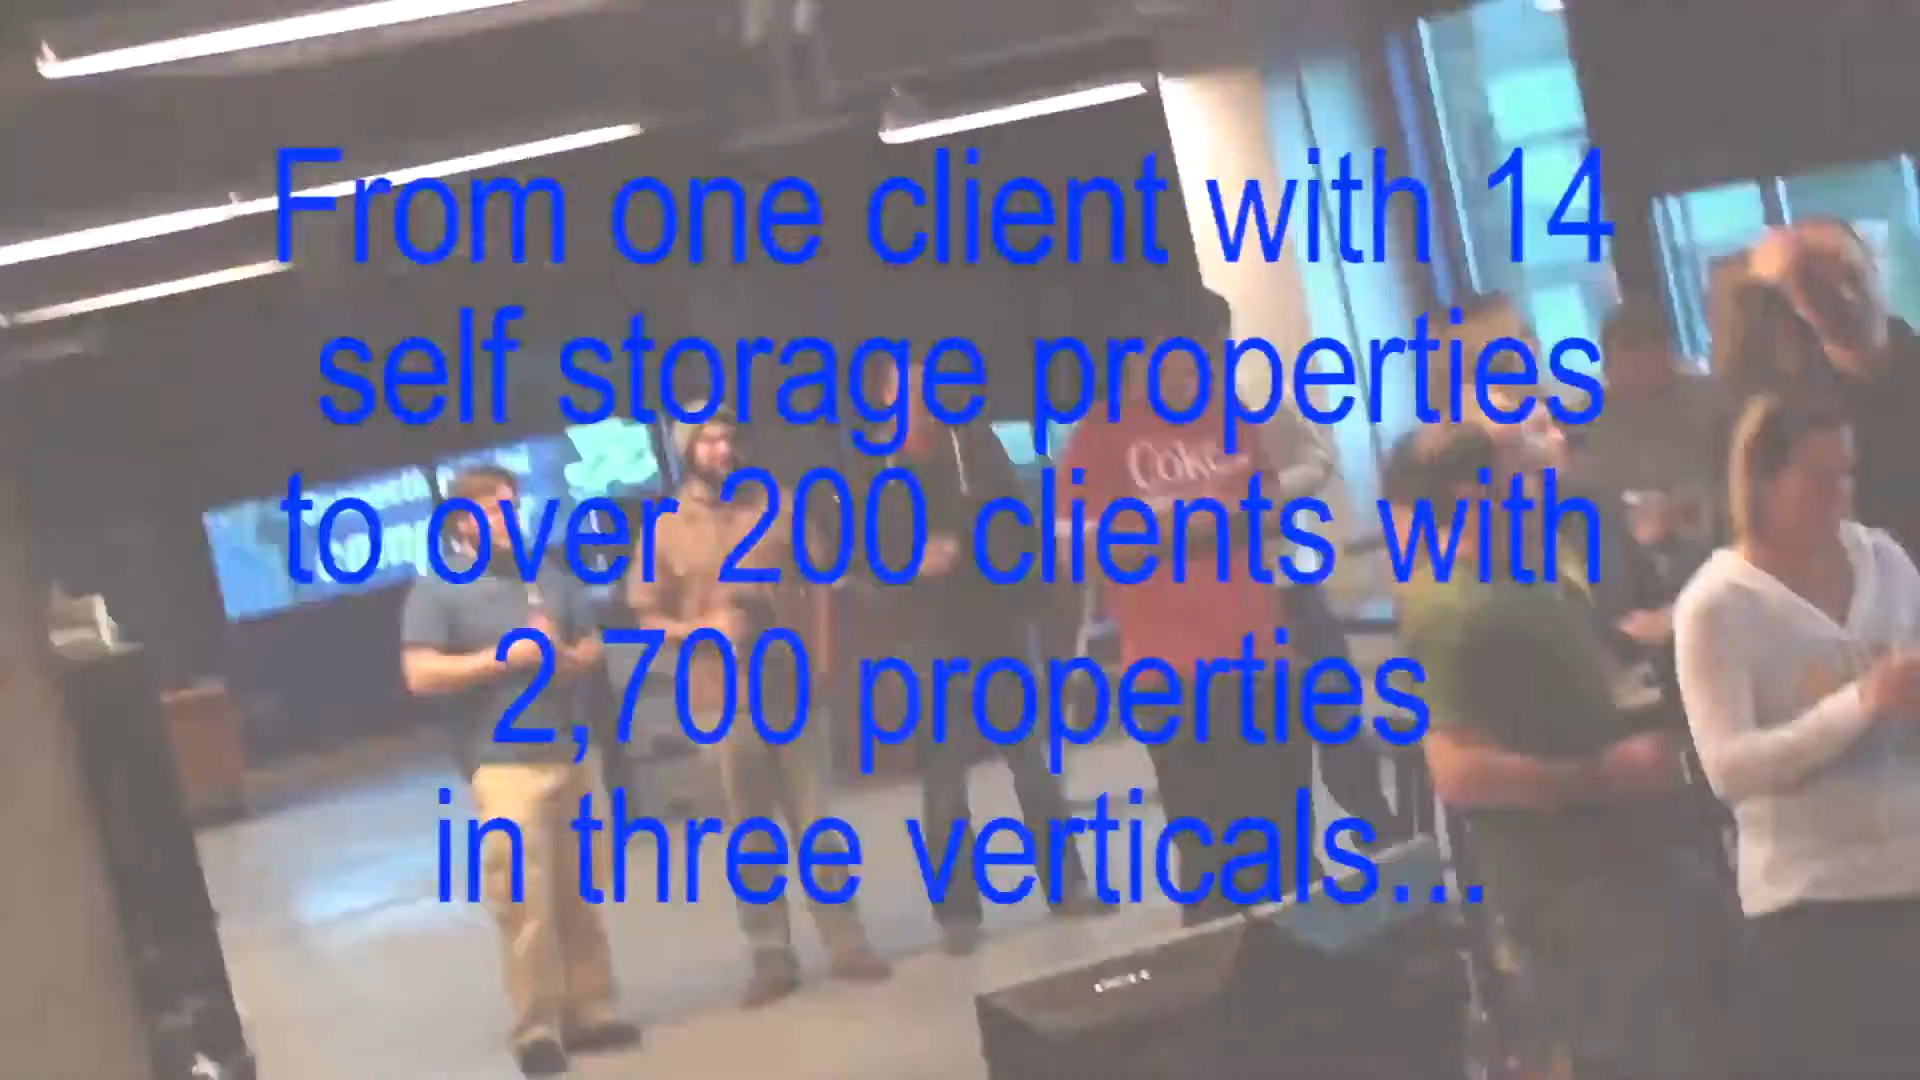 From one client with 14
self storage properties
to over 200 clients with
2,700 properties
in three verticals...
Coke